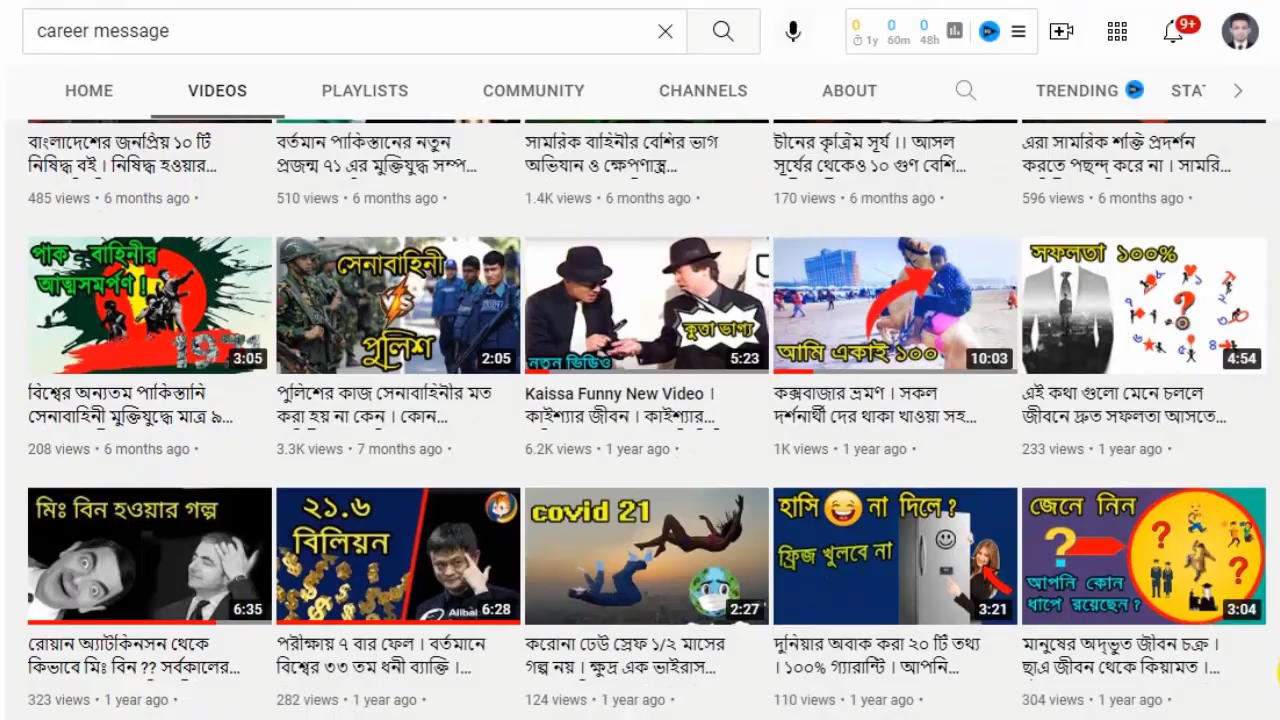 career message
0 0 0
1y 60m 48h
9+
HOME VIDEOS PLAYLISTS COMMUNITY CHANNELS ABOUT TRENDING STAT
বাংলাদেশের জনপ্রিয় ১০ টি
নিষিদ্ধ বই । নিষিদ্ধ হওয়ার...
485 views • 6 months ago •
বর্তমান পাকিস্তানের নতুন
প্রজন্ম ৭১ এর মুক্তিযুদ্ধ সম্প...
510 views • 6 months ago •
সামরিক বাহিনীর বেশির ভাগ
অভিযান ও ক্ষেপণাস্ত্র...
1.4K views • 6 months ago •
চীনের কৃত্রিম সূর্য ।। আসল
সূর্যের থেকেও ১০ গুণ বেশি...
170 views • 6 months ago •
এরা সামরিক শক্তি প্রদর্শন
করতে পছন্দ করে না । সামরি...
596 views • 6 months ago •
পাক - বাহিনীর
আত্মসমর্পণ !
1971
3:05
বিশ্বের অন্যতম পাকিস্তানি
সেনাবাহিনী মুক্তিযুদ্ধে মাত্র ৯...
208 views • 6 months ago •
সেনাবাহিনী
VS
পুলিশ
2:05
পুলিশের কাজ সেনাবাহিনীর মত
করা হয় না কেন । কোন...
3.3K views • 7 months ago •
কুত্তা ভাগ্য
নতুন ভিডিও
5:23
Kaissa Funny New Video ।
কাইশ্যার জীবন । কাইশ্যার...
6.2K views • 1 year ago •
আমি একাই ১০০
10:03
কক্সবাজার ভ্রমণ । সকল
দর্শনার্থী দের থাকা খাওয়া সহ...
1K views • 1 year ago •
সফলতা ১০০%
4:54
এই কথা গুলো মেনে চললে
জীবনে দ্রুত সফলতা আসতে...
233 views • 1 year ago •
মিঃ বিন হওয়ার গল্প
6:35
রোয়ান অ্যাটকিনসন থেকে
কিভাবে মিঃ বিন ?? সর্বকালের...
323 views • 1 year ago •
২১.৬
বিলিয়ন
Alibal
6:28
পরীক্ষায় ৭ বার ফেল । বর্তমানে
বিশ্বের ৩৩ তম ধনী ব্যাক্তি ।...
282 views • 1 year ago •
covid 21
2:27
করোনা ঢেউ স্রেফ ১/২ মাসের
গল্প নয় । ক্ষুদ্র এক ভাইরাস...
124 views • 1 year ago •
হাসি না দিলে ?
ফ্রিজ খুলবে না
3:21
দুনিয়ার অবাক করা ২০ টি তথ্য
। ১০০% গ্যারান্টি । আপনি...
110 views • 1 year ago •
জেনে নিন
আপনি কোন
ধাপে রয়েছেন ?
3:04
মানুষের অদ্ভুত জীবন চক্র ।
ছাএ জীবন থেকে কিয়ামত ।...
304 views • 1 year ago •